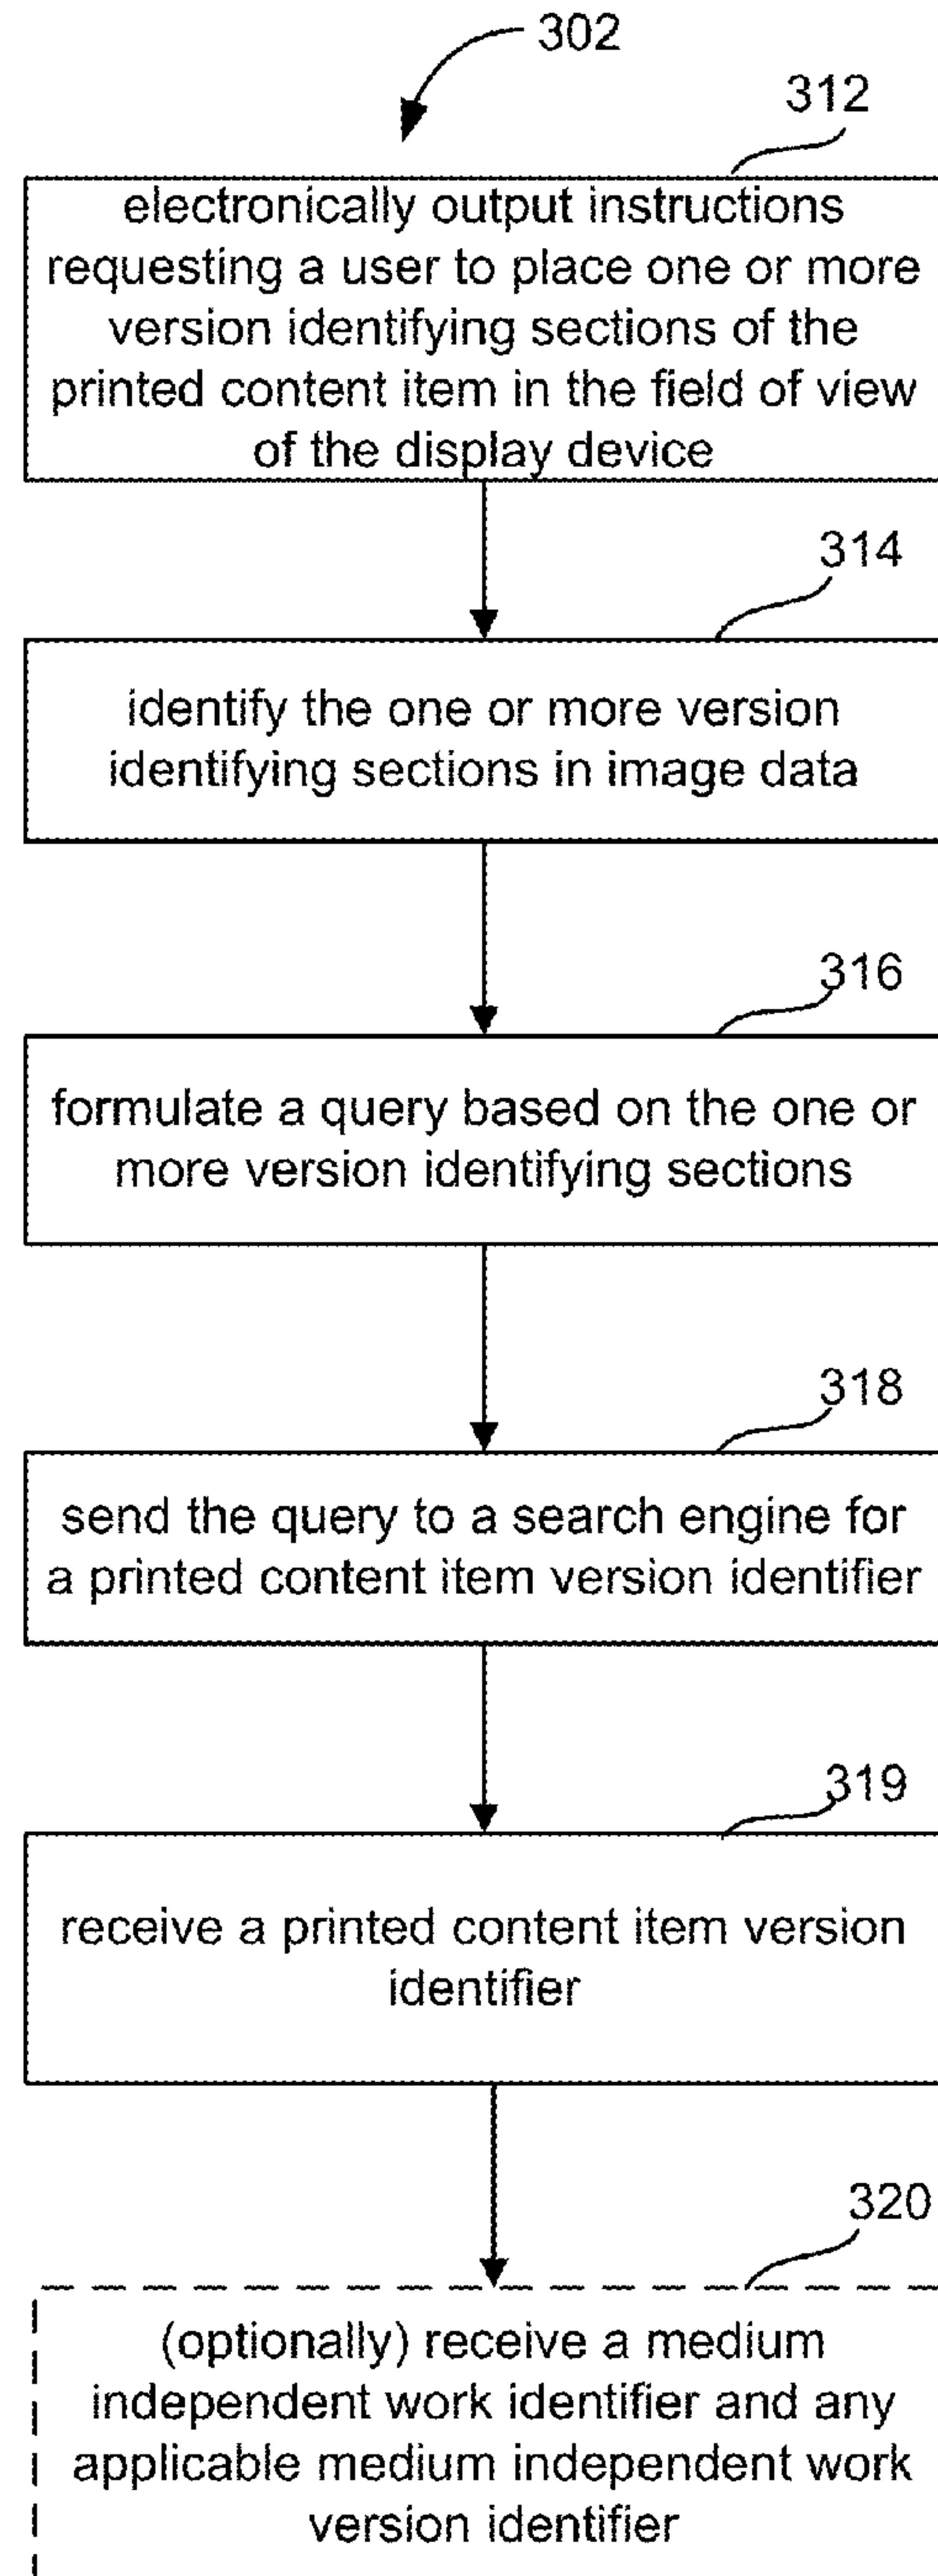 302
312
electronically output instructions
requesting a user to place one or more
version identifying sections of the
printed content item in the field of view
of the display device
314
identify the one or more version
identifying sections in image data
316
formulate a query based on the one or
more version identifying sections
318
send the query to a search engine for
a printed content item version identifier
319
receive a printed content item version
identifier
320
(optionally) receive a medium
independent work identifier and any
applicable medium independent work
version identifier